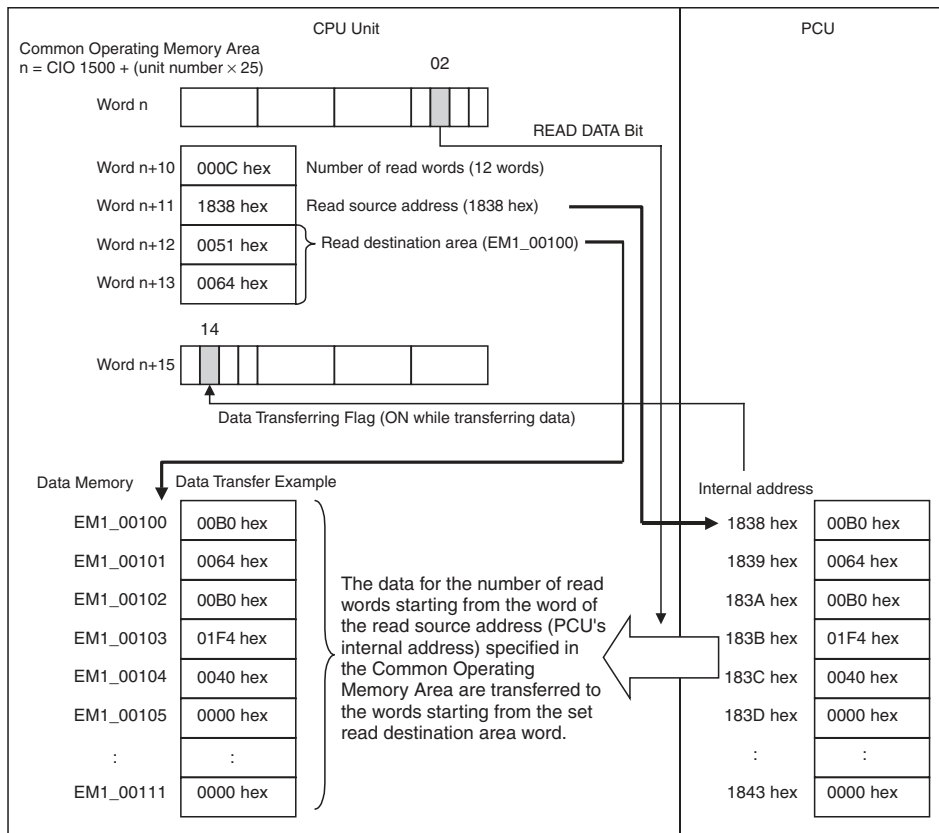 CPU Unit
PCU
Common Operating Memory Area
n = CIO 1500 + (unit number × 25)
02
Word n
READ DATA Bit
Word n+10 000C hex Number of read words (12 words)
Word n+11 1838 hex Read source address (1838 hex)
Word n+12 0051 hex Read destination area (EM1_00100)
Word n+13 0064 hex
14
Word n+15
Data Transferring Flag (ON while transferring data)
Data Memory Data Transfer Example
Internal address
EM1_00100 00B0 hex
EM1_00101 0064 hex
EM1_00102 00B0 hex
EM1_00103 01F4 hex
EM1_00104 0040 hex
EM1_00105 0000 hex
: :
EM1_00111 0000 hex
The data for the number of read
words starting from the word of
the read source address (PCU's
internal address) specified in
the Common Operating
Memory Area are transferred to
the words starting from the set
read destination area word.
1838 hex 00B0 hex
1839 hex 0064 hex
183A hex 00B0 hex
183B hex 01F4 hex
183C hex 0040 hex
183D hex 0000 hex
: :
1843 hex 0000 hex